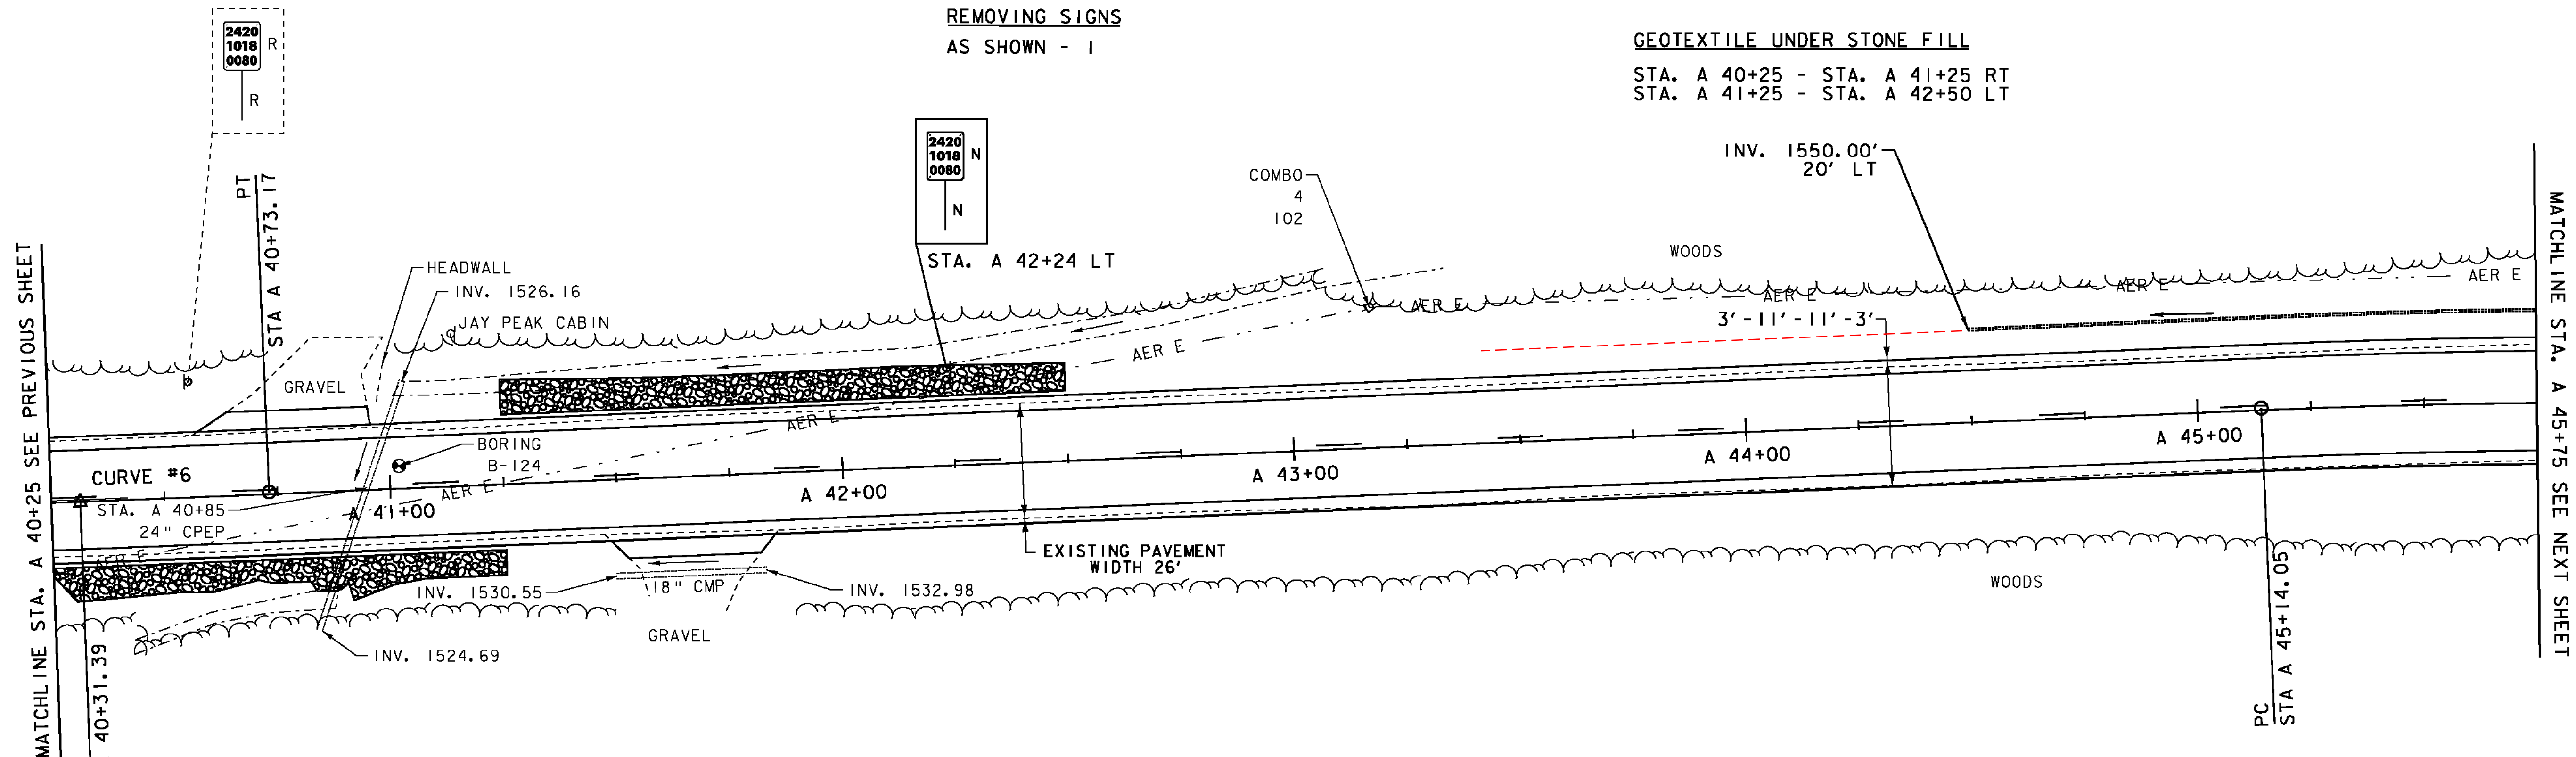 REMOVING SIGNS
AS SHOWN - 1
GEOTEXTILE UNDER STONE FILL
STA. A 40+25 - STA. A 41+25 RT
STA. A 41+25 - STA. A 42+50 LT
2420
1018
0080
R
R
2420
1018
0080
N
N
STA. A 42+24 LT
COMBO
4
102
INV. 1550.00'
20' LT
MATCHLINE STA. A 40+25 SEE PREVIOUS SHEET
PT
STA A 40+73.17
HEADWALL
INV. 1526.16
JAY PEAK CABIN
GRAVEL
WOODS
AER E
AER E
AER E
AER E
AER E
3'-11'-11'-3'
MATCHLINE STA. A 45+75 SEE NEXT SHEET
CURVE #6
BORING
B-124
AER E
AER E
AER E
STA. A 40+85
24" CPEP
A 41+00
A 42+00
A 43+00
A 44+00
A 45+00
EXISTING PAVEMENT
WIDTH 26'
INV. 1530.55
18" CMP
INV. 1532.98
GRAVEL
WOODS
INV. 1524.69
40+31.39
PC
STA A 45+14.05